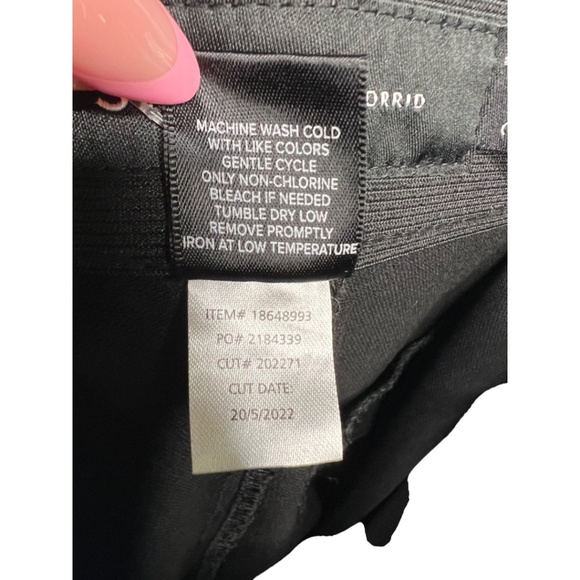 ORRID
MACHINE WASH COLD
WITH LIKE COLORS
GENTLE CYCLE
ONLY NON-CHLORINE
BLEACH IF NEEDED
TUMBLE DRY LOW
REMOVE PROMPTLY
IRON AT LOW TEMPERATURE
ITEM# 18648993
PO# 2184339
CUT# 202271
CUT DATE:
20/5/2022